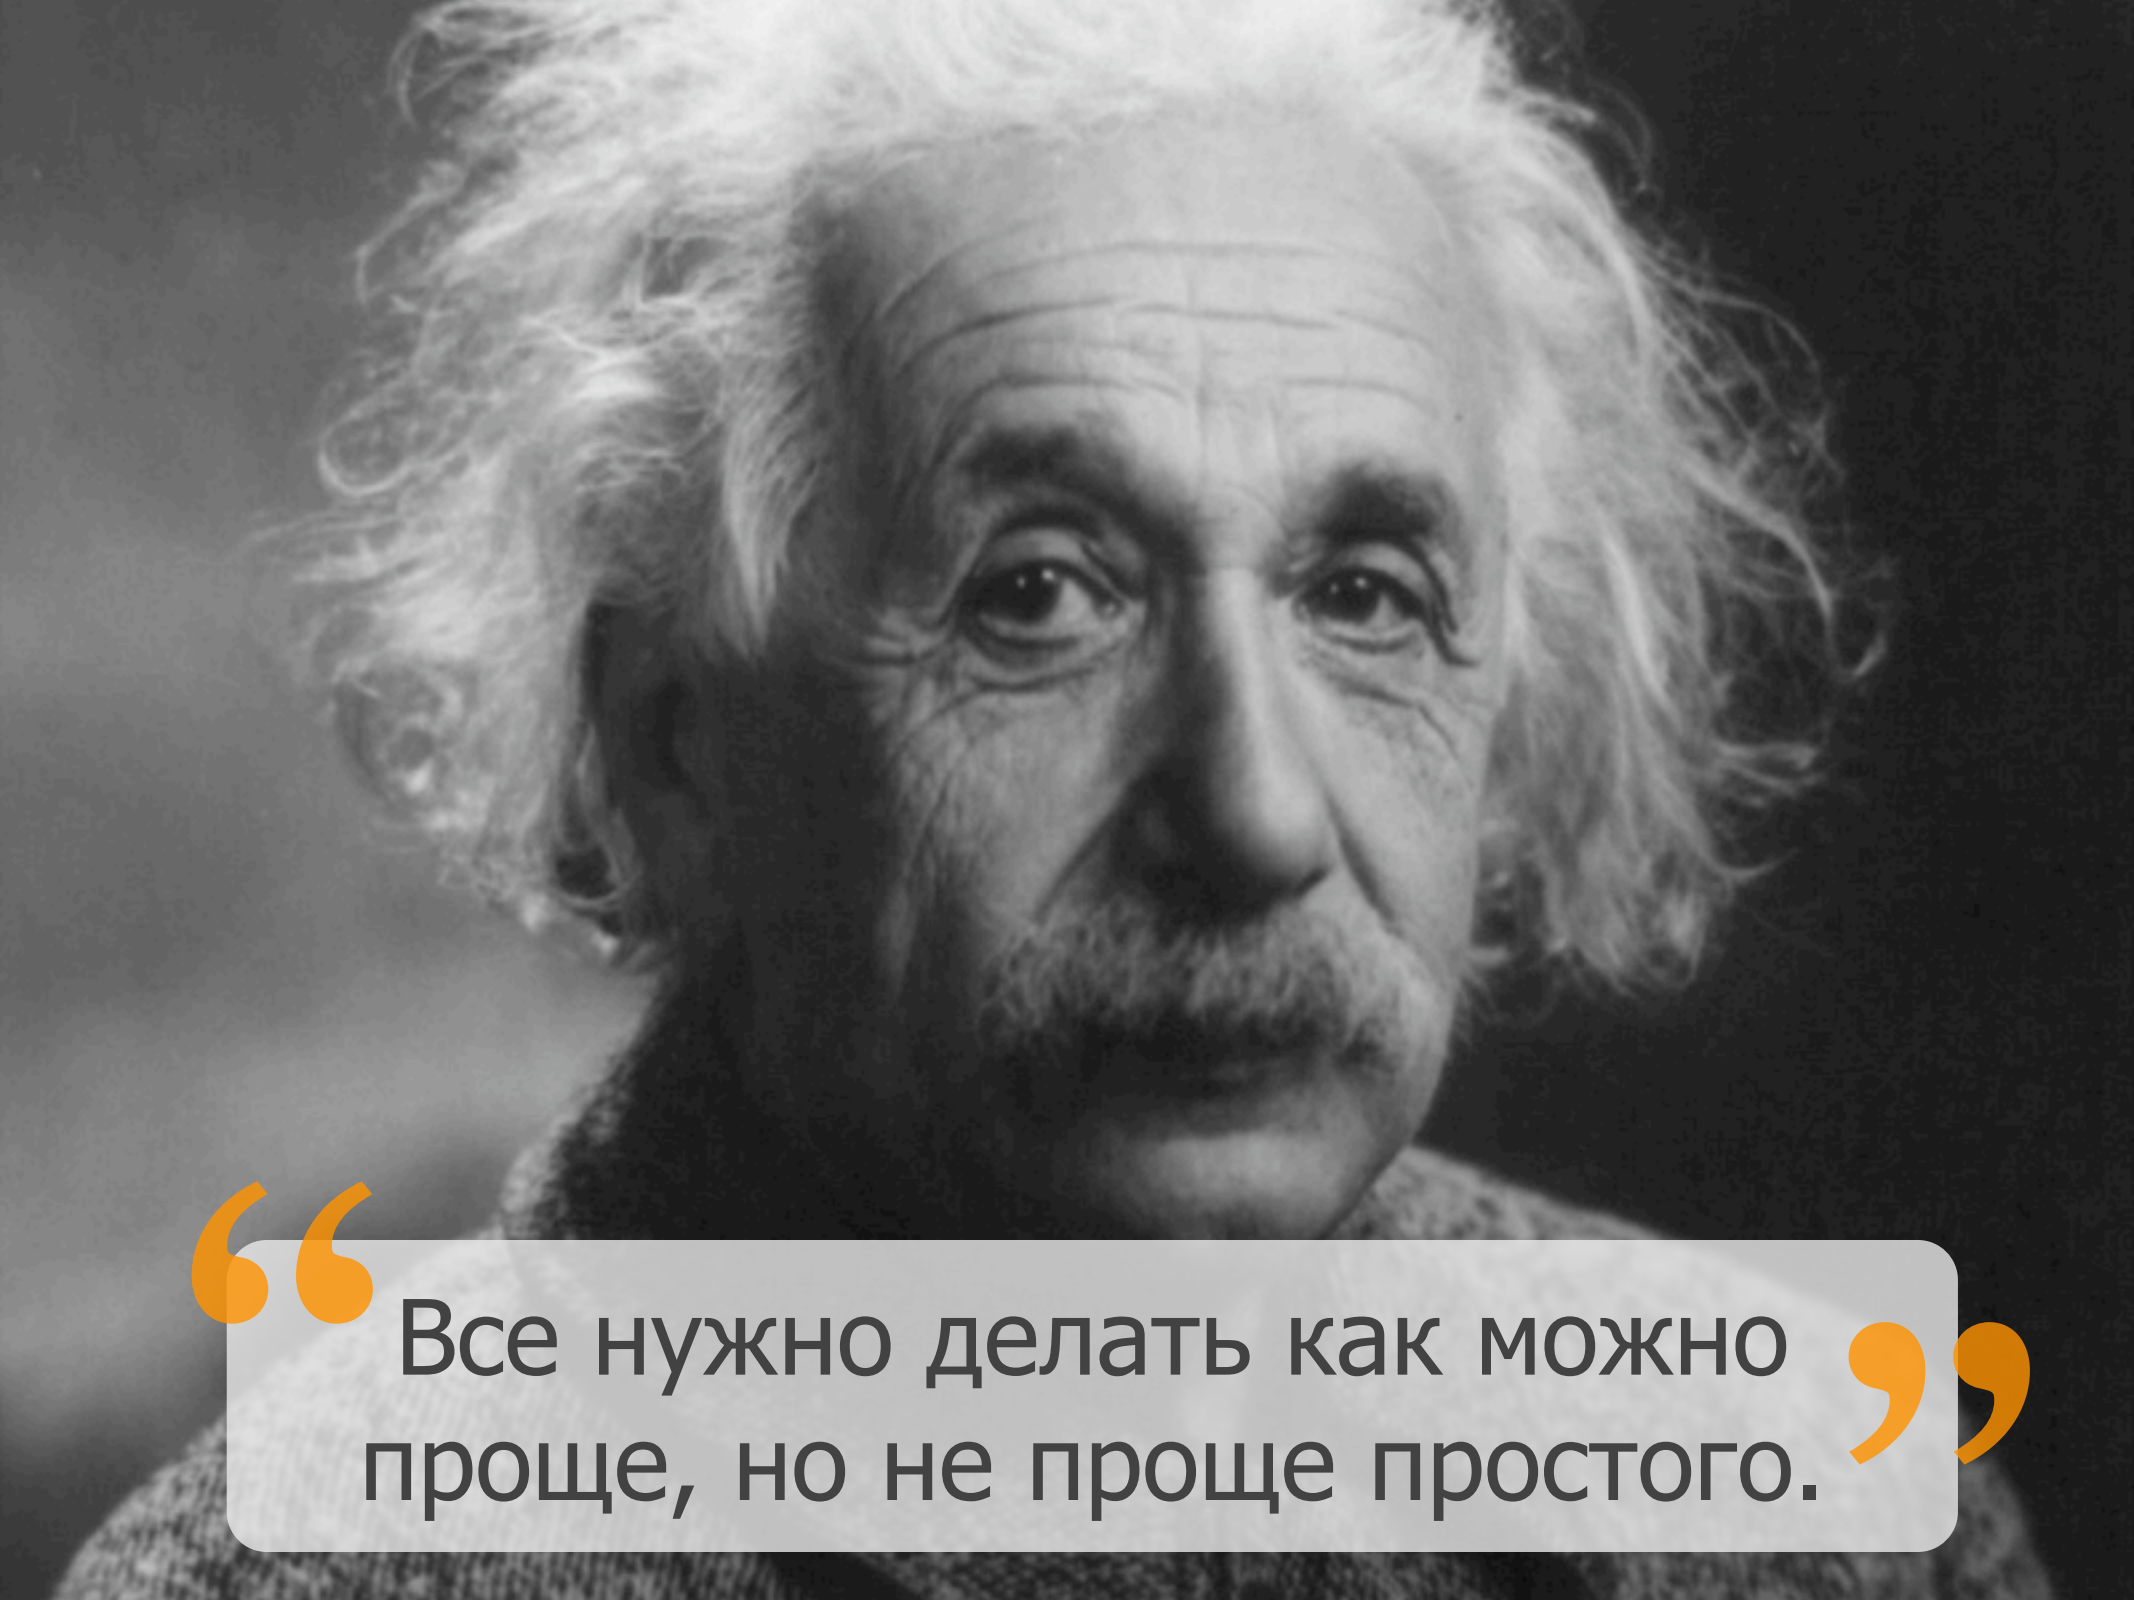 “Все нужно делать как можно
проще, но не проще простого.”